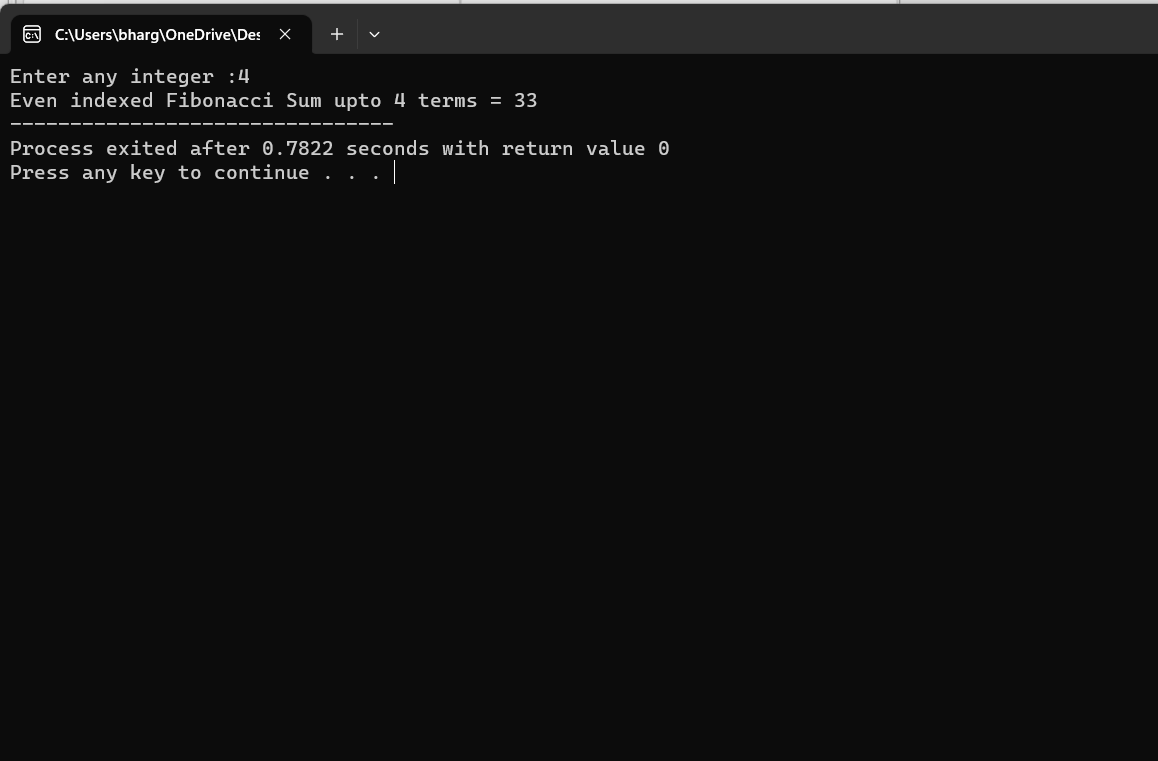 C:\Users\bharg\OneDrive\Des
Enter any integer :4
Even indexed Fibonacci Sum upto 4 terms = 33
--------------------------------
Process exited after 0.7822 seconds with return value 0
Press any key to continue . . .